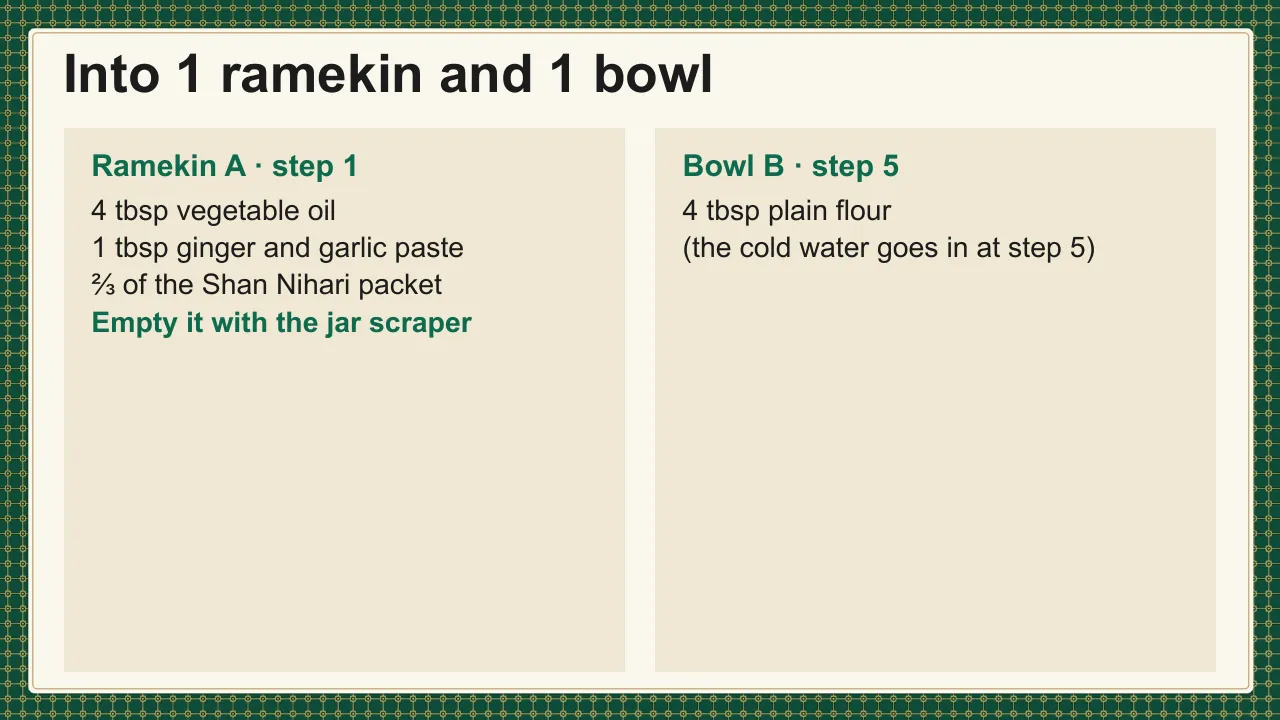 Into 1 ramekin and 1 bowl
Ramekin A · step 1
4 tbsp vegetable oil
1 tbsp ginger and garlic paste
⅔ of the Shan Nihari packet
Empty it with the jar scraper
Bowl B · step 5
4 tbsp plain flour
(the cold water goes in at step 5)